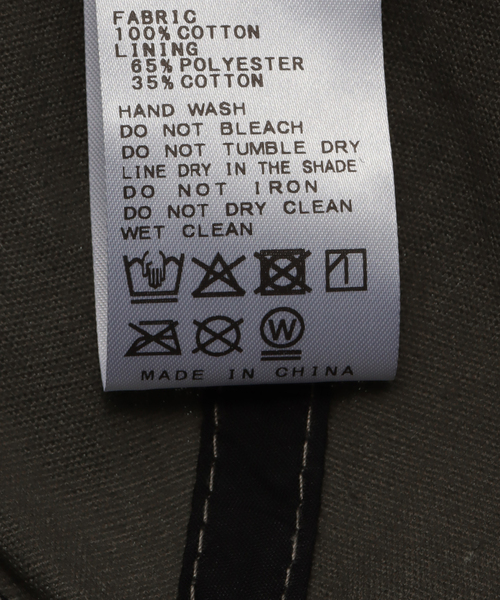 FABRIC
100% COTTON
LINING
65% POLYESTER
35% COTTON
HAND WASH
DO NOT BLEACH
DO NOT TUMBLE DRY
LINE DRY IN THE SHADE
DO NOT IRON
DO NOT DRY CLEAN
WET CLEAN
W
MADE IN CHINA